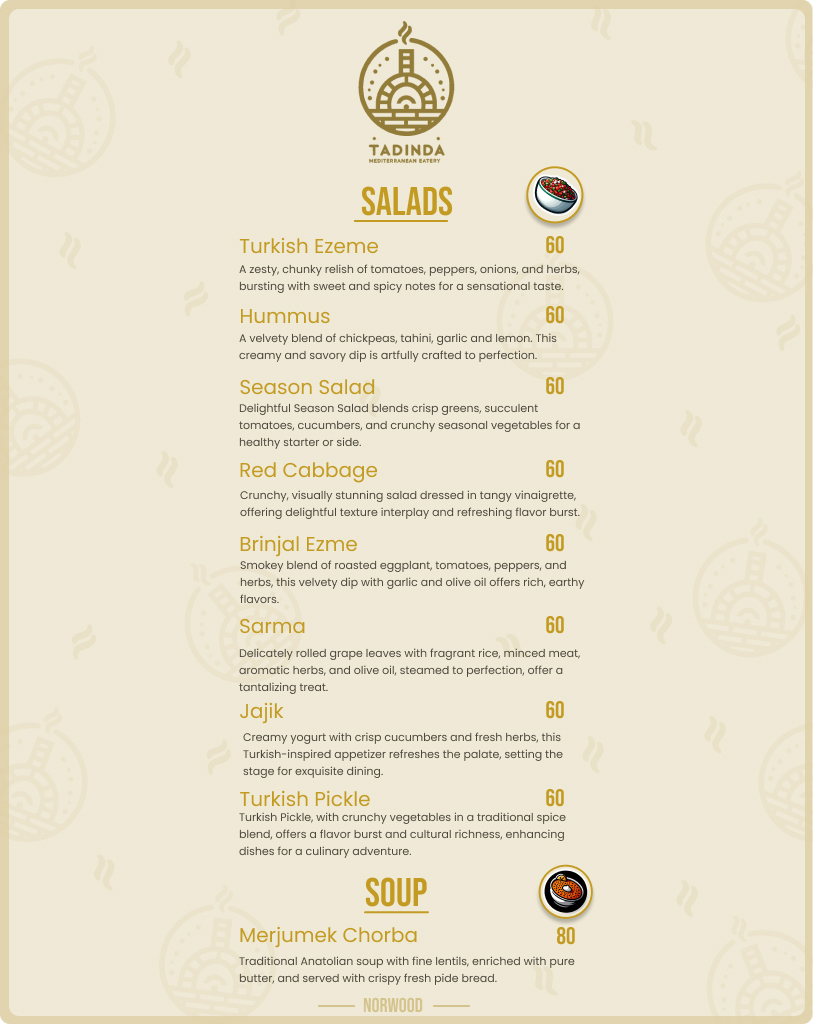 TADINDA
MEDITERRANEAN EATERY
SALADS
Turkish Ezeme 60
A zesty, chunky relish of tomatoes, peppers, onions, and herbs,
bursting with sweet and spicy notes for a sensational taste.
Hummus 60
A velvety blend of chickpeas, tahini, garlic and lemon. This
creamy and savory dip is artfully crafted to perfection.
Season Salad 60
Delightful Season Salad blends crisp greens, succulent
tomatoes, cucumbers, and crunchy seasonal vegetables for a
healthy starter or side.
Red Cabbage 60
Crunchy, visually stunning salad dressed in tangy vinaigrette,
offering delightful texture interplay and refreshing flavor burst.
Brinjal Ezme 60
Smokey blend of roasted eggplant, tomatoes, peppers, and
herbs, this velvety dip with garlic and olive oil offers rich, earthy
flavors.
Sarma 60
Delicately rolled grape leaves with fragrant rice, minced meat,
aromatic herbs, and olive oil, steamed to perfection, offer a
tantalizing treat.
Jajik 60
Creamy yogurt with crisp cucumbers and fresh herbs, this
Turkish-inspired appetizer refreshes the palate, setting the
stage for exquisite dining.
Turkish Pickle 60
Turkish Pickle, with crunchy vegetables in a traditional spice
blend, offers a flavor burst and cultural richness, enhancing
dishes for a culinary adventure.
SOUP
Merjumek Chorba 80
Traditional Anatolian soup with fine lentils, enriched with pure
butter, and served with crispy fresh pide bread.
NORWOOD